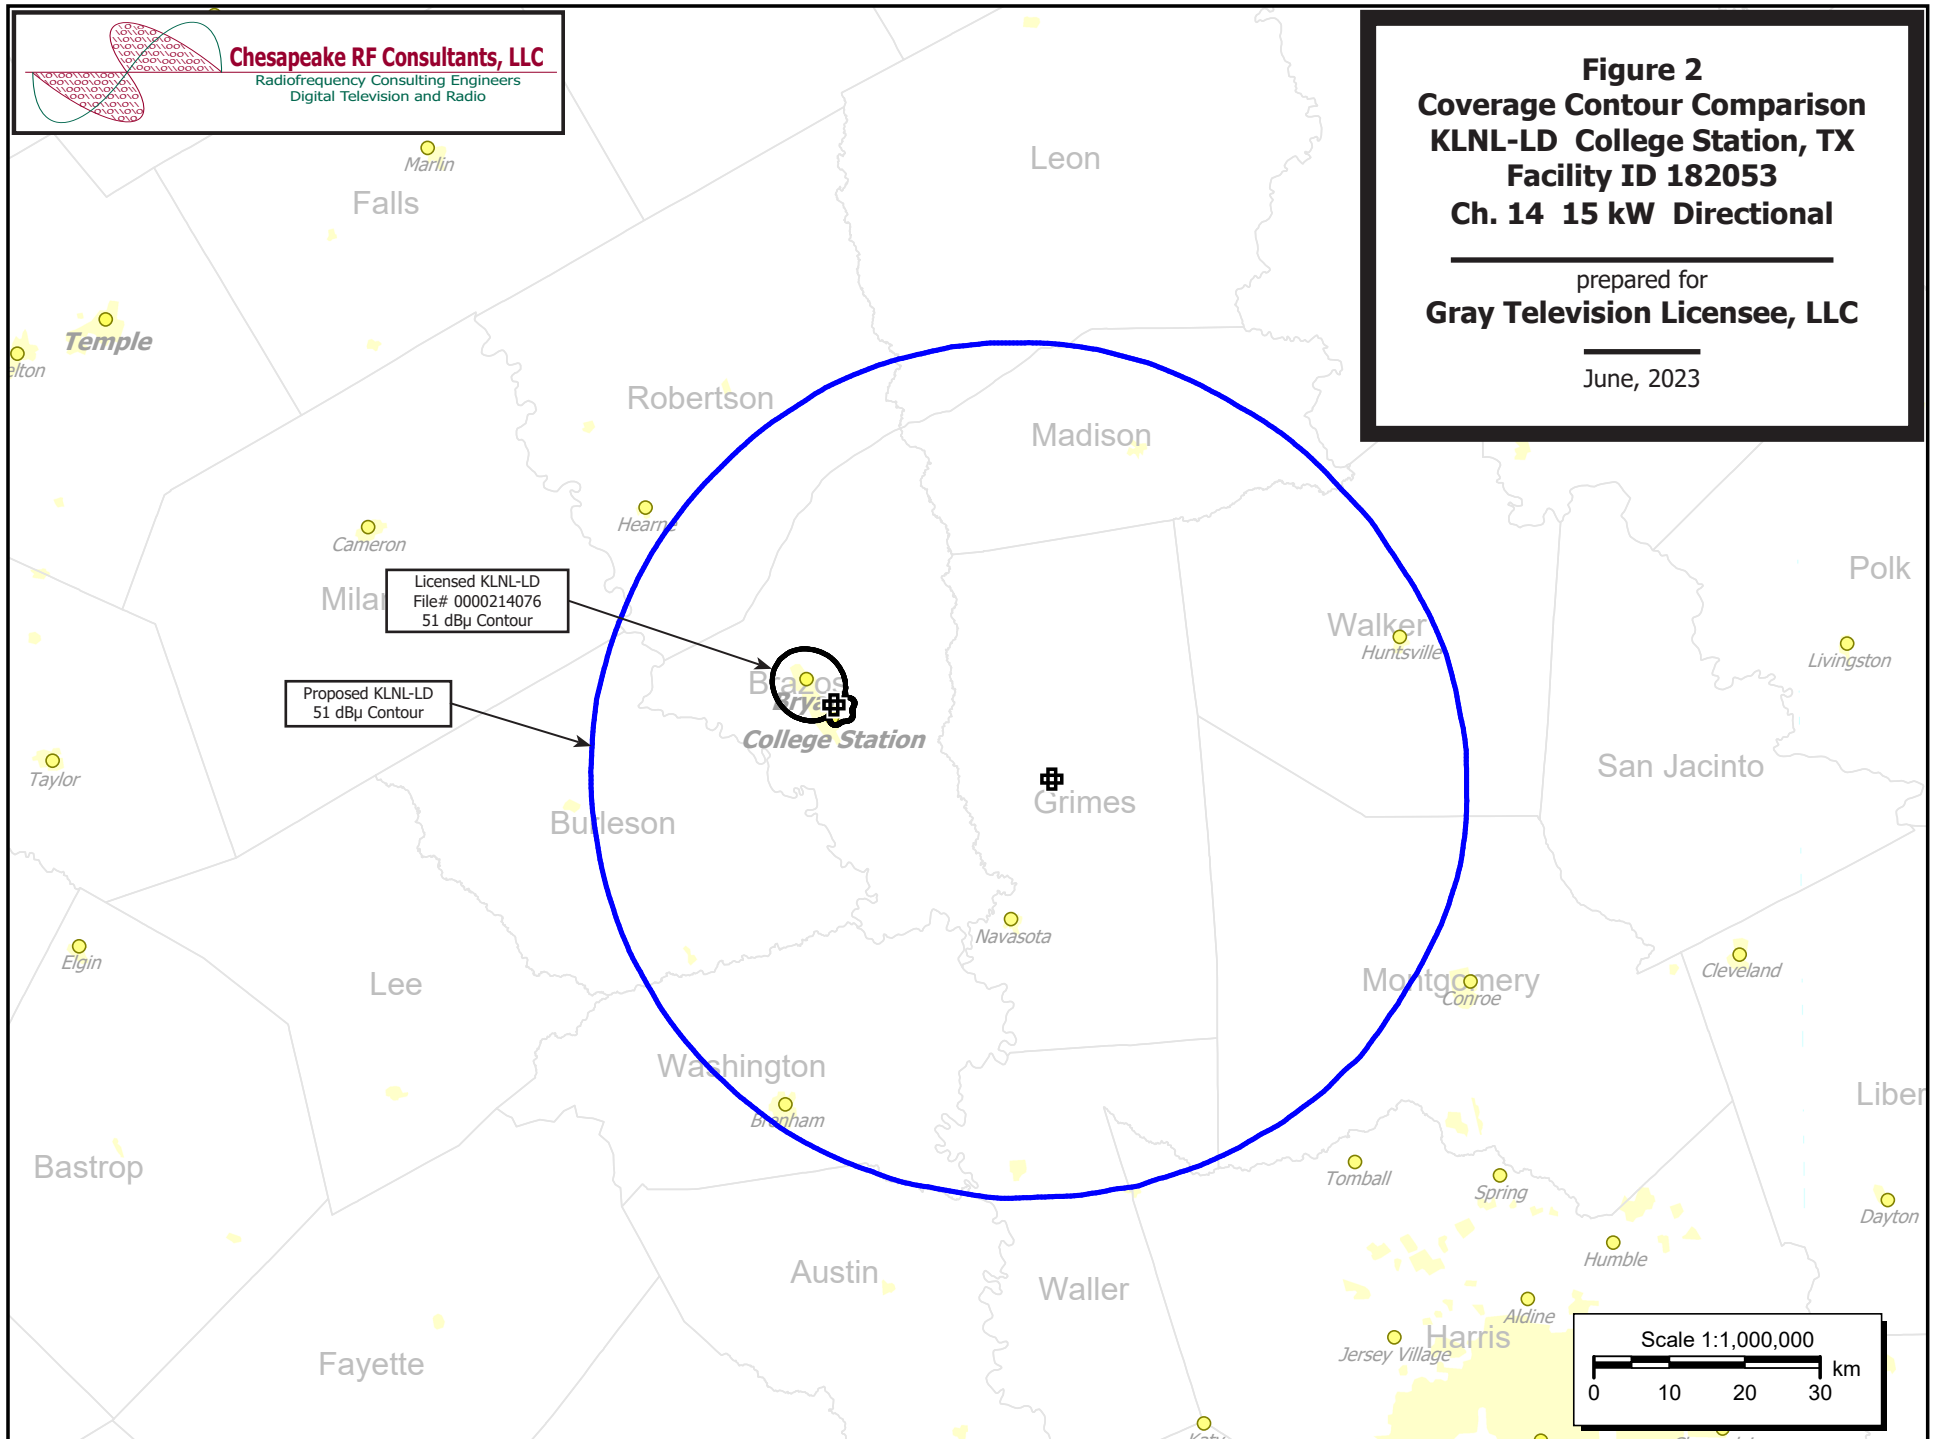 Chesapeake RF Consultants, LLC
Radiofrequency Consulting Engineers
Digital Television and Radio
Figure 2
Coverage Contour Comparison
KLNL-LD College Station, TX
Facility ID 182053
Ch. 14 15 kW Directional
prepared for
Gray Television Licensee, LLC
June, 2023
Marlin
Falls
Leon
Temple
elton
Robertson
Madison
Hearne
Cameron
Milar
Licensed KLNL-LD
File# 0000214076
51 dBµ Contour
Polk
Walker
Huntsville
Livingston
Brazos
Brya
College Station
Proposed KLNL-LD
51 dBµ Contour
Taylor
San Jacinto
Grimes
Burleson
Navasota
Elgin
Lee
Cleveland
Montgomery
Conroe
Washington
Brenham
Liber
Bastrop
Tomball
Spring
Dayton
Humble
Austin
Waller
Aldine
Harris
Jersey Village
Fayette
Scale 1:1,000,000
km
0 10 20 30